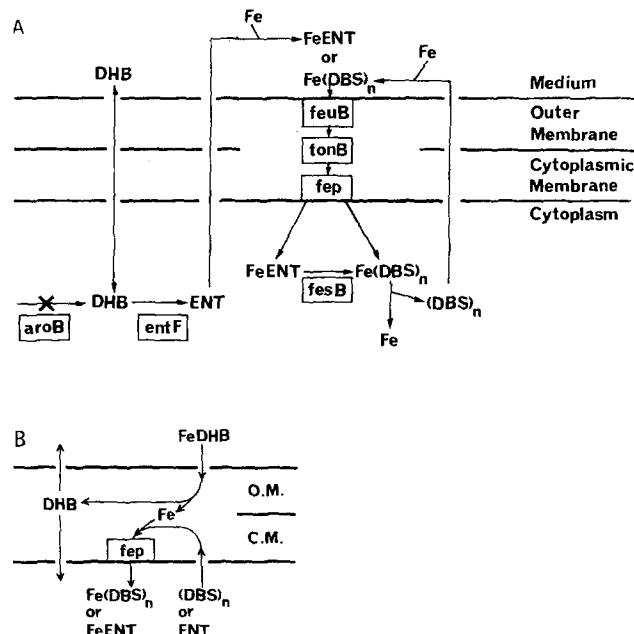 A
Fe
FeENT
or
Fe
DHB
Fe(DBS)n
Medium
feuB
Outer
Membrane
tonB
Cytoplasmic
Membrane
fep
Cytoplasm
FeENT
Fe(DBS)n
fesB
DHB
ENT
(DBS)n
aroB
entF
Fe
B
FeDHB
O.M.
DHB
Fe
C.M.
fep
Fe(DBS)n
(DBS)n
or
or
FeENT
ENT